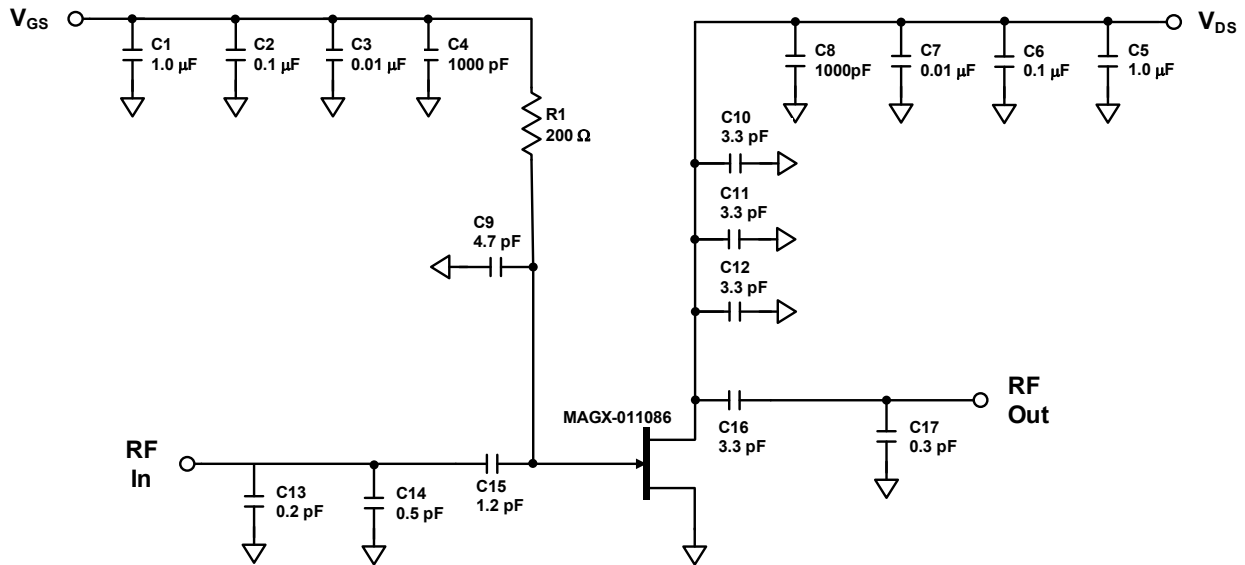 V_GS
C1
1.0 µF
C2
0.1 µF
C3
0.01 µF
C4
1000 pF
C8
1000pF
C7
0.01 µF
C6
0.1 µF
C5
1.0 µF
V_DS
R1
200 Ω
C10
3.3 pF
C11
3.3 pF
C9
4.7 pF
C12
3.3 pF
MAGX-011086
C16
3.3 pF
RF
Out
C17
0.3 pF
RF
In
C13
0.2 pF
C14
0.5 pF
C15
1.2 pF